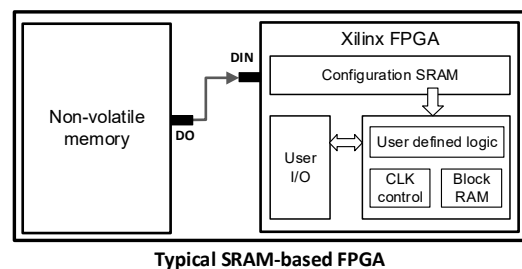 Non-volatile
memory
DO
DIN
Xilinx FPGA
Configuration SRAM
User
I/O
User defined logic
CLK
control
Block
RAM
Typical SRAM-based FPGA